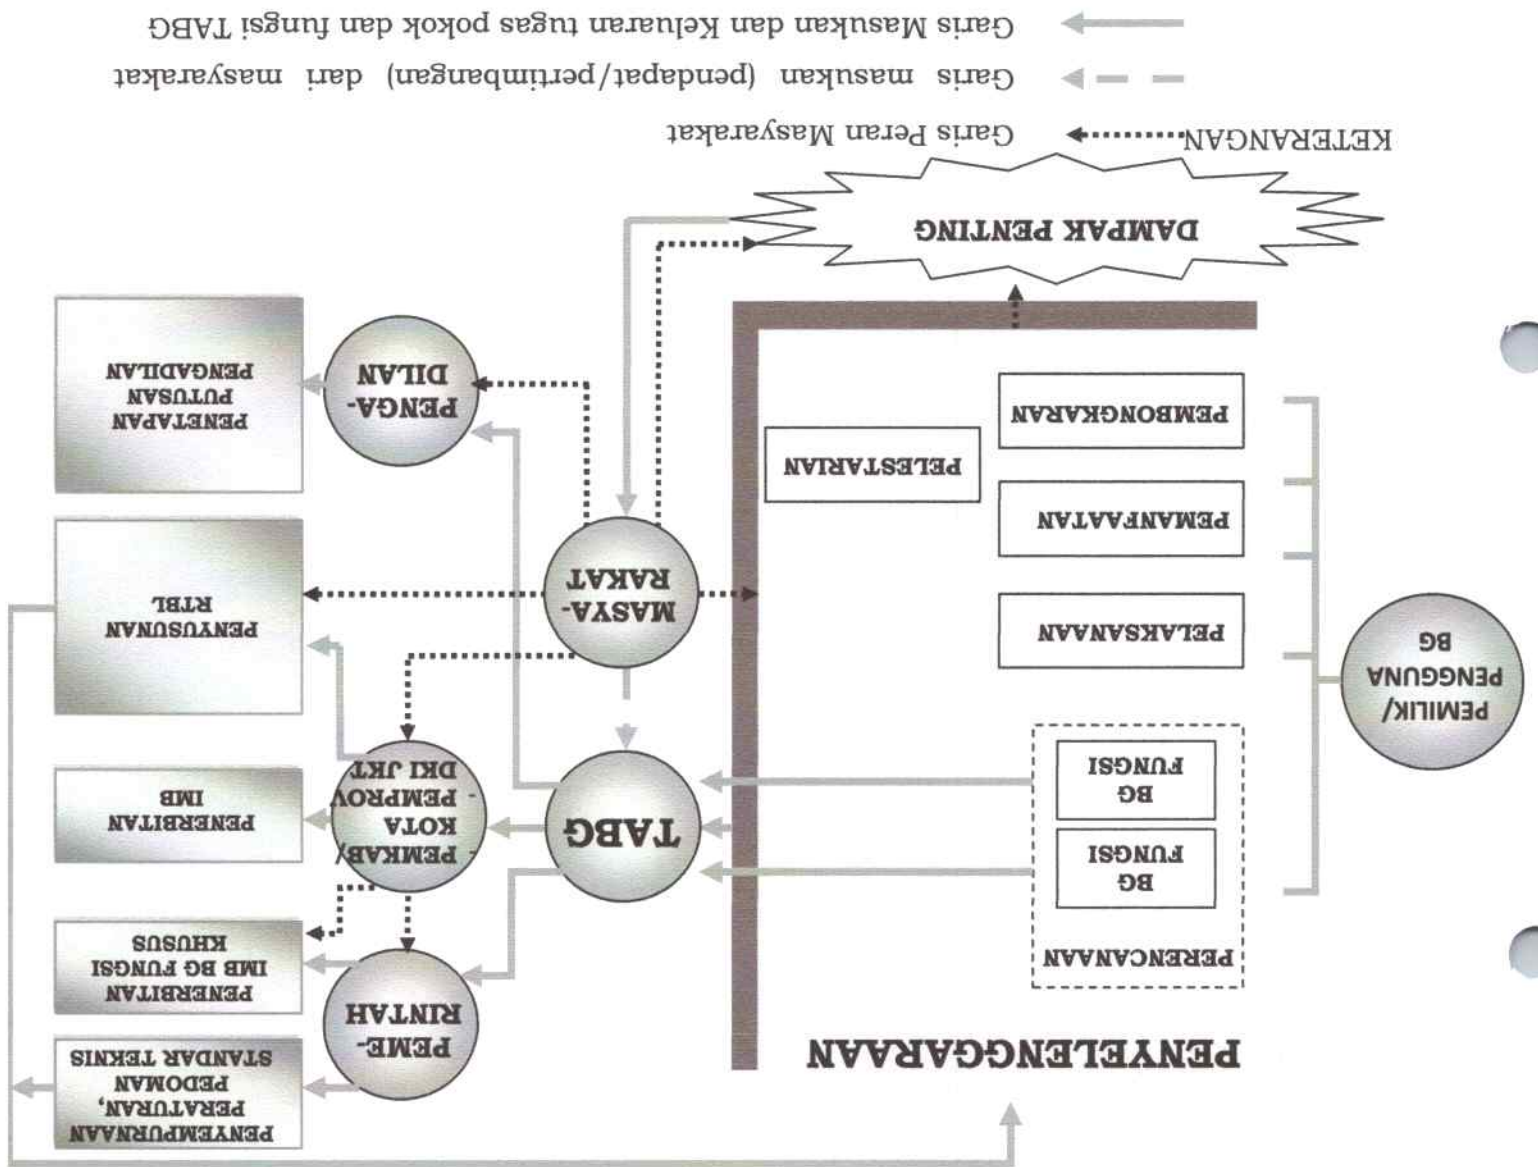 PENYELENGGARAAN
PERENCANAAN
BG
FUNGSI
BG
FUNGSI
PEMILIK/
PENGGUNA
BG
PELAKSANAAN
PEMANFAATAN
PEMBONGKARAN
PELESTARIAN
DAMPAK PENTING
TABG
MASYA-
RAKAT
PEME-
RINTAH
- PEMKAB/
KOTA
- PEMPROV
DKI JKT
PENGA-
DILAN
PENYEMPURNAAN
PERATURAN,
PEDOMAN
STANDAR TEKNIS
PENERBITAN
IMB BG FUNGSI
KHUSUS
PENERBITAN
IMB
PENYUSUNAN
RTBL
PENETAPAN
PUTUSAN
PENGADILAN
KETERANGAN
Garis Peran Masyarakat
Garis masukan (pendapat/pertimbangan) dari masyarakat
Garis Masukan dan Keluaran tugas pokok dan fungsi TABG